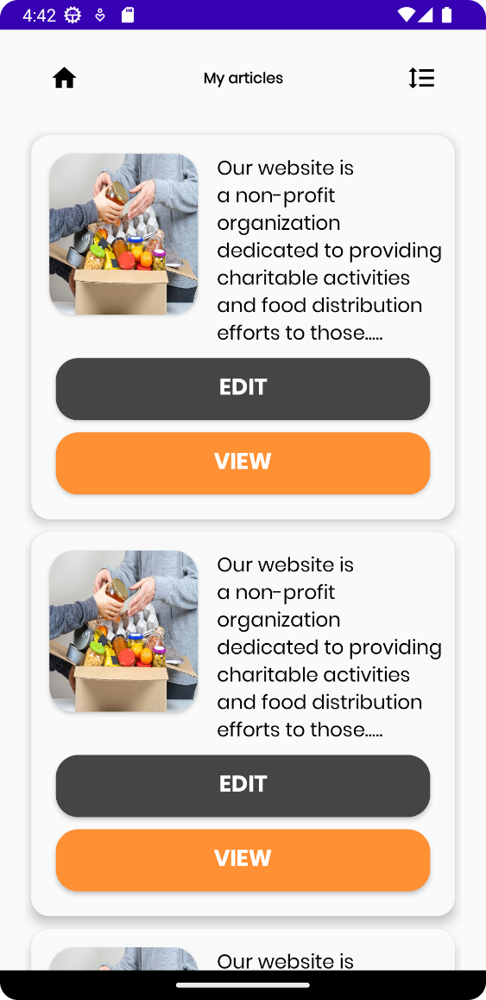 4:42
My articles
Our website is
a non-profit
organization
dedicated to providing
charitable activities
and food distribution
efforts to those.....
EDIT
VIEW
Our website is
a non-profit
organization
dedicated to providing
charitable activities
and food distribution
efforts to those.....
EDIT
VIEW
Our website is